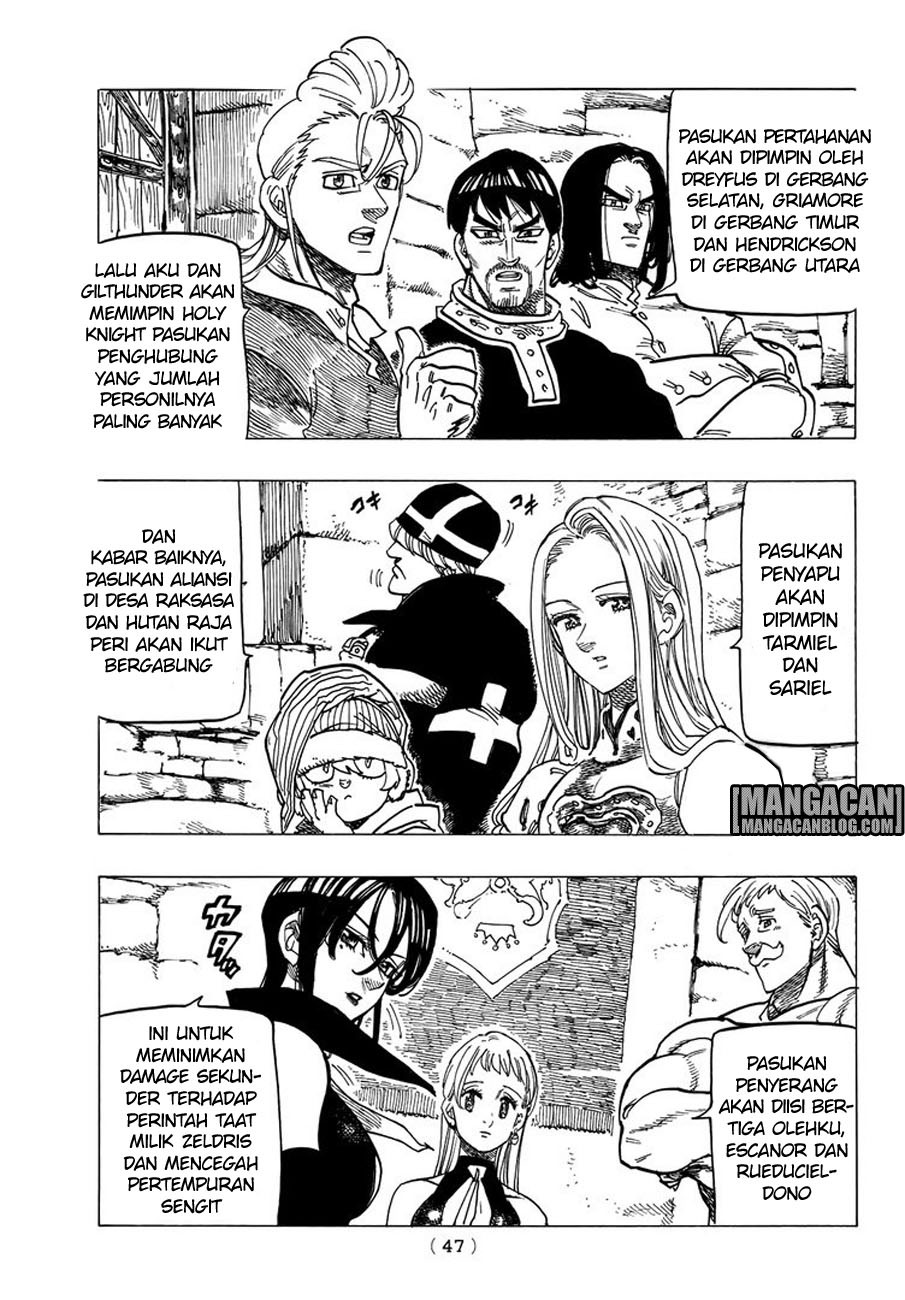 PASUKAN PERTAHANAN
AKAN DIPIMPIN OLEH
DREYFUS DI GERBANG
SELATAN, GRIAMORE
DI GERBANG TIMUR
DAN HENDRICKSON
DI GERBANG UTARA
LALU AKU DAN
GILTHUNDER AKAN
MEMIMPIN HOLY
KNIGHT PASUKAN
PENGHUBUNG
YANG JUMLAH
PERSONILNYA
PALING BANYAK
PASUKAN
PENYAPU
AKAN
DIPIMPIN
TARMIEL
DAN
SARIEL
コキ
コキ
DAN
KABAR BAIKNYA,
PASUKAN ALIANSI
DI DESA RAKSASA
DAN HUTAN RAJA
PERI AKAN IKUT
BERGABUNG
[MANGACAN]
MANGACANBLOG.COM
PASUKAN
PENYERANG
AKAN DIISI BER-
TIGA OLEHKU,
ESCANOR DAN
RUEDUCIEL-
DONO
INI UNTUK
MEMINIMKAN
DAMAGE SEKUN-
DER TERHADAP
PERINTAH TAAT
MILIK ZELDRIS
DAN MENCEGAH
PERTEMPURAN
SENGIT
( 47 )